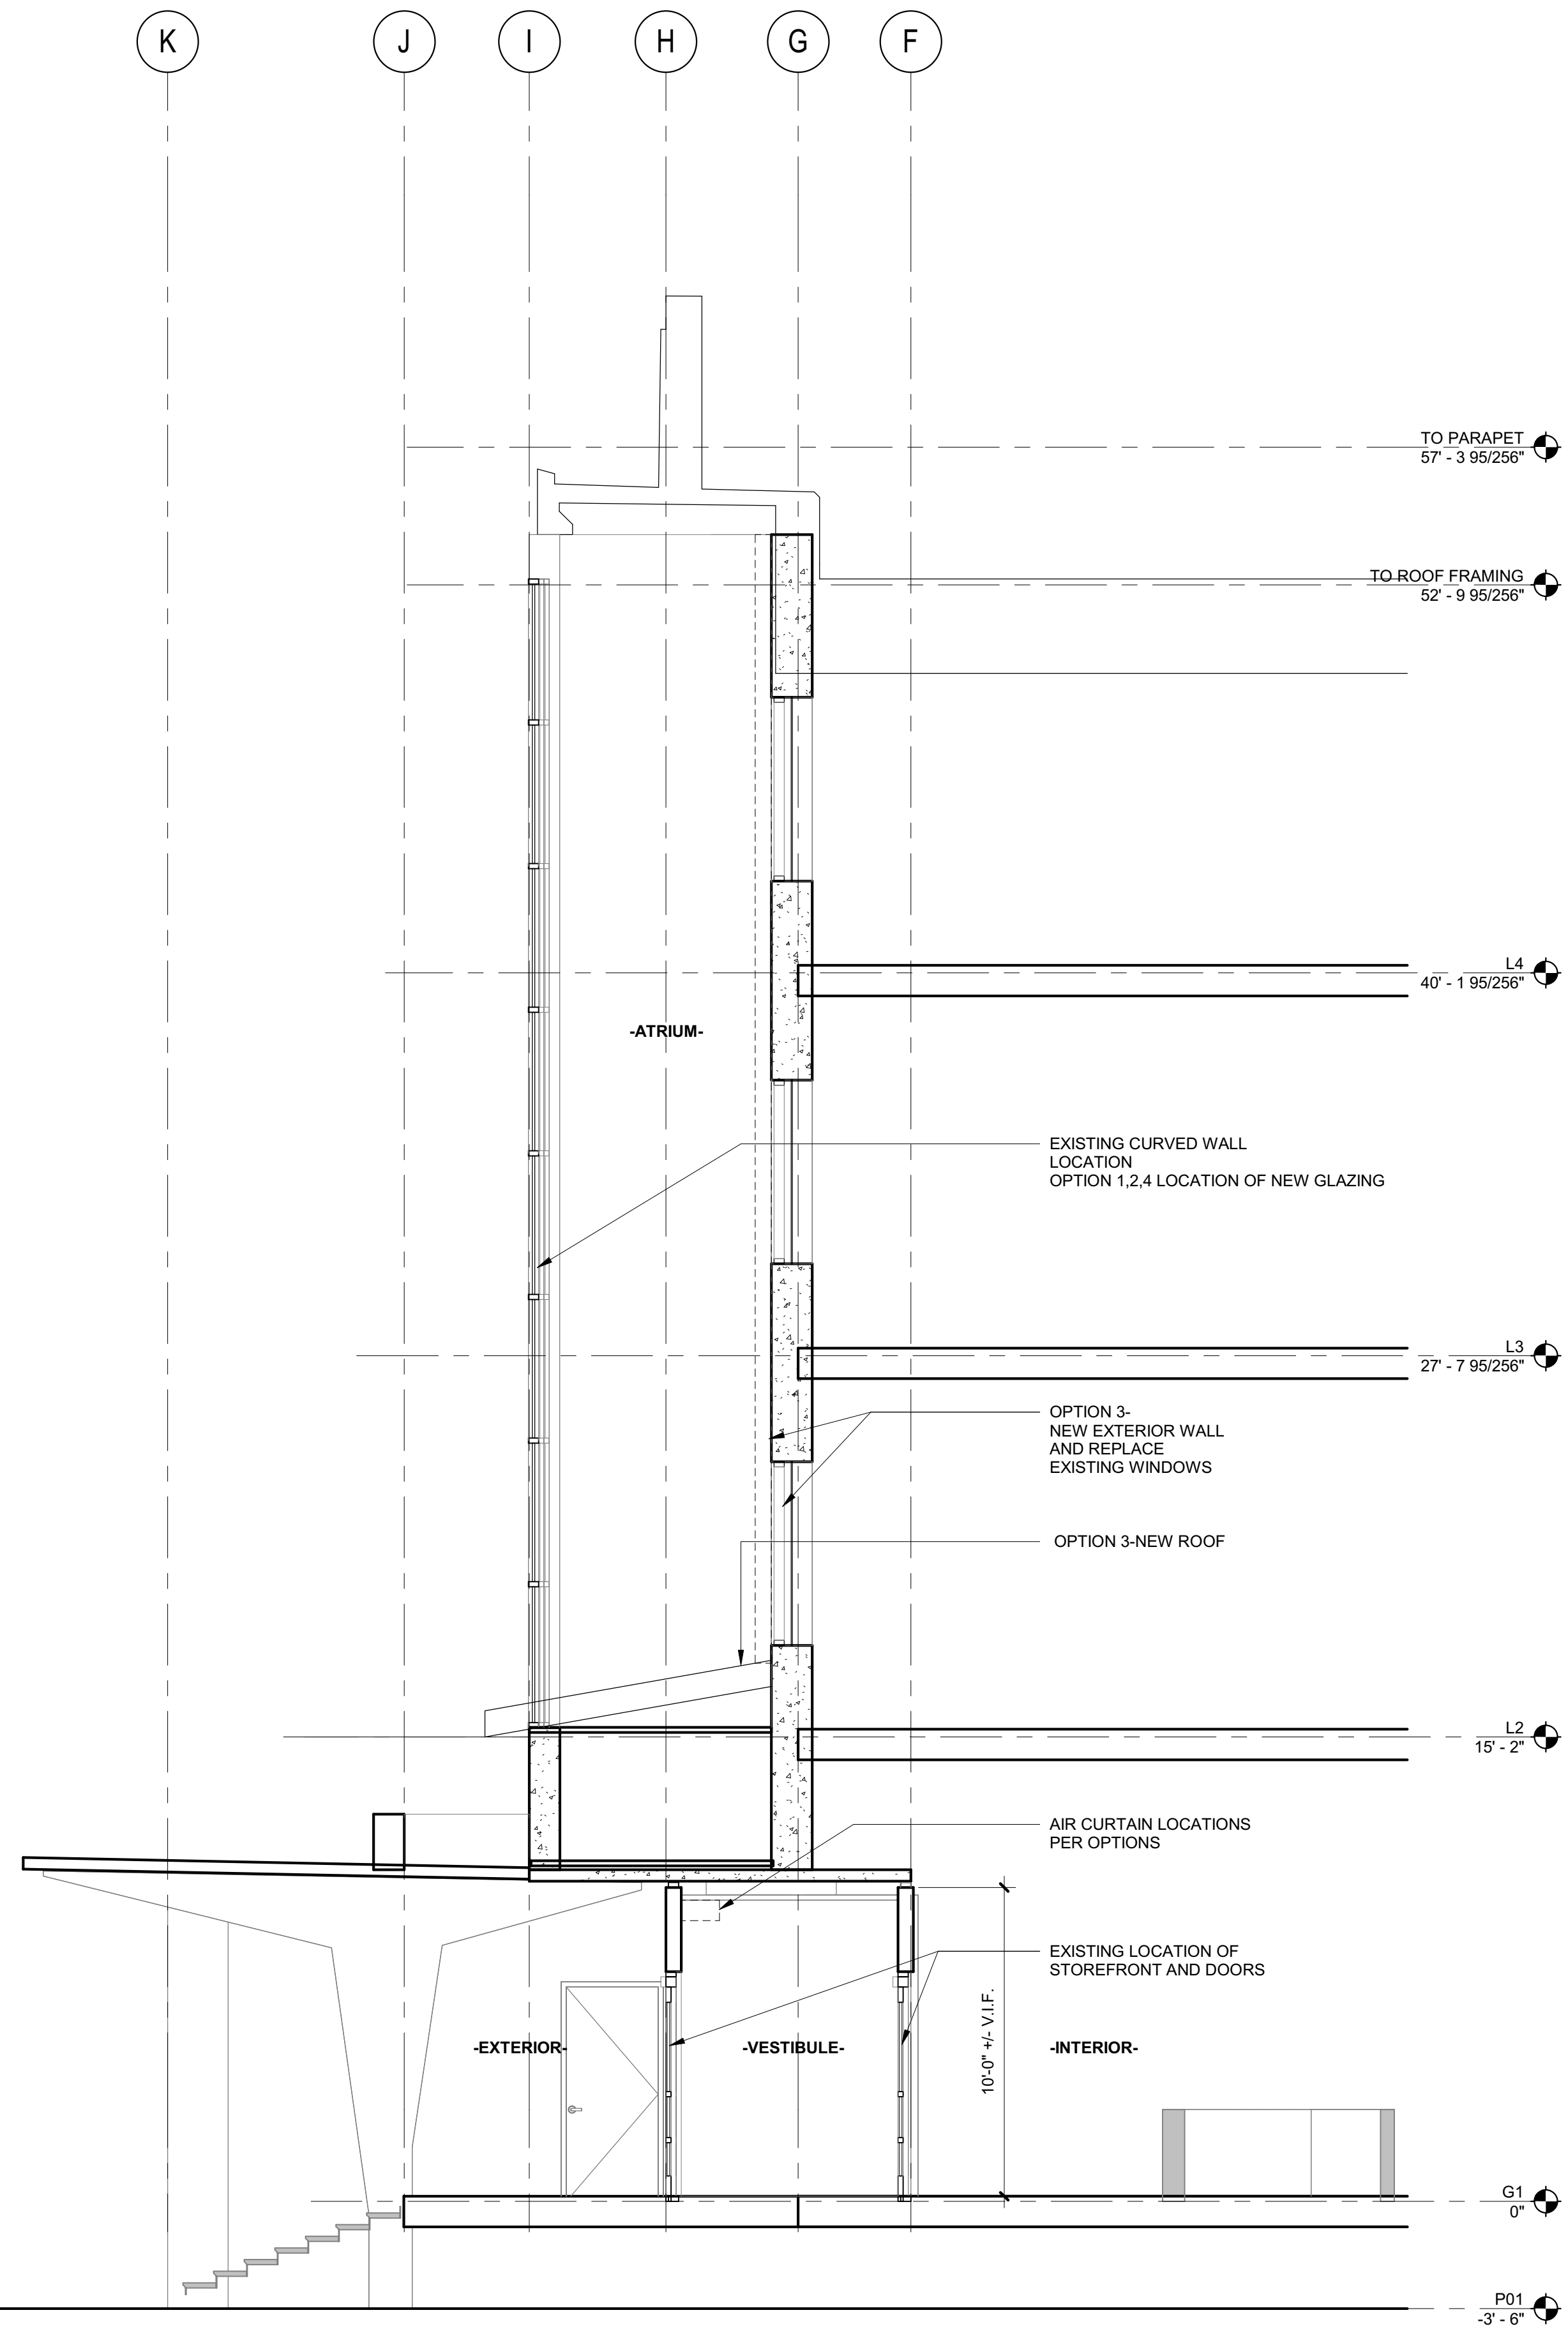 K
J
I
H
G
F
TO PARAPET
57' - 3 95/256"
TO ROOF FRAMING
52' - 9 95/256"
L4
40' - 1 95/256"
-ATRIUM-
EXISTING CURVED WALL
LOCATION
OPTION 1,2,4 LOCATION OF NEW GLAZING
L3
27' - 7 95/256"
OPTION 3-
NEW EXTERIOR WALL
AND REPLACE
EXISTING WINDOWS
OPTION 3-NEW ROOF
L2
15' - 2"
AIR CURTAIN LOCATIONS
PER OPTIONS
EXISTING LOCATION OF
STOREFRONT AND DOORS
10'-0" +/- V.I.F.
-EXTERIOR-
-VESTIBULE-
-INTERIOR-
G1
0"
P01
-3' - 6"